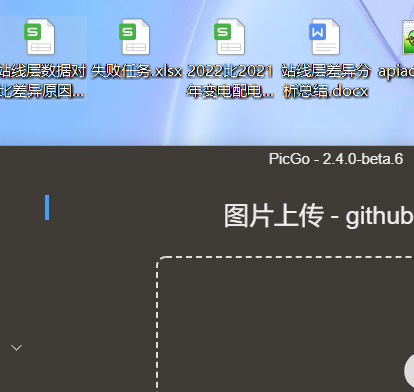 站线层数据对 失败任务.xlsx 2022比2021 站线层差异分 apiad
比差异原因... 年变电配电... 析总结.docx
PicGo - 2.4.0-beta.6
图片上传 - github